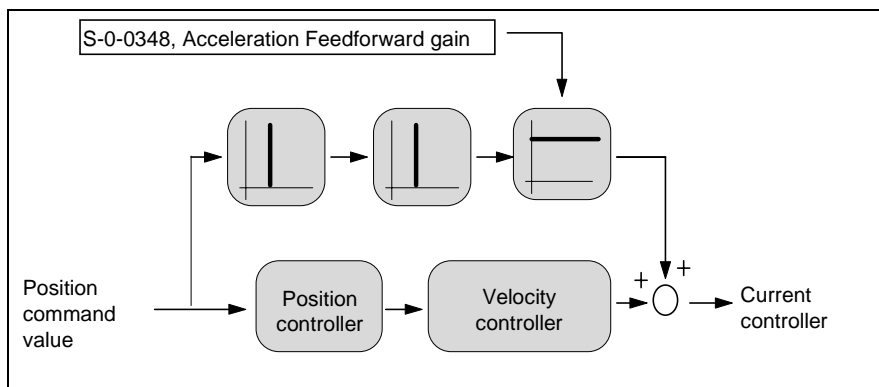 S-0-0348, Acceleration Feedforward gain
Position
command
value
Position
controller
Velocity
controller
+
+
Current
controller